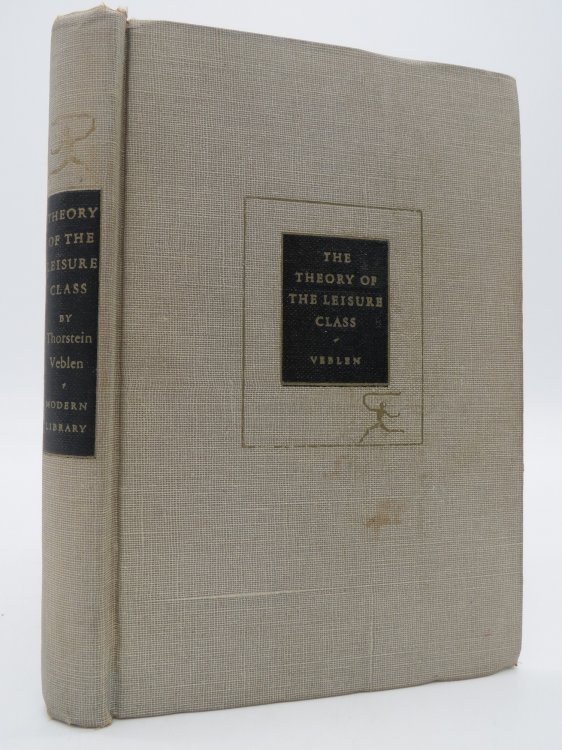 THEORY
OF THE
LEISURE
CLASS
BY
Thorstein
Veblen
MODERN
LIBRARY
THE
THEORY OF
THE LEISURE
CLASS
VEBLEN